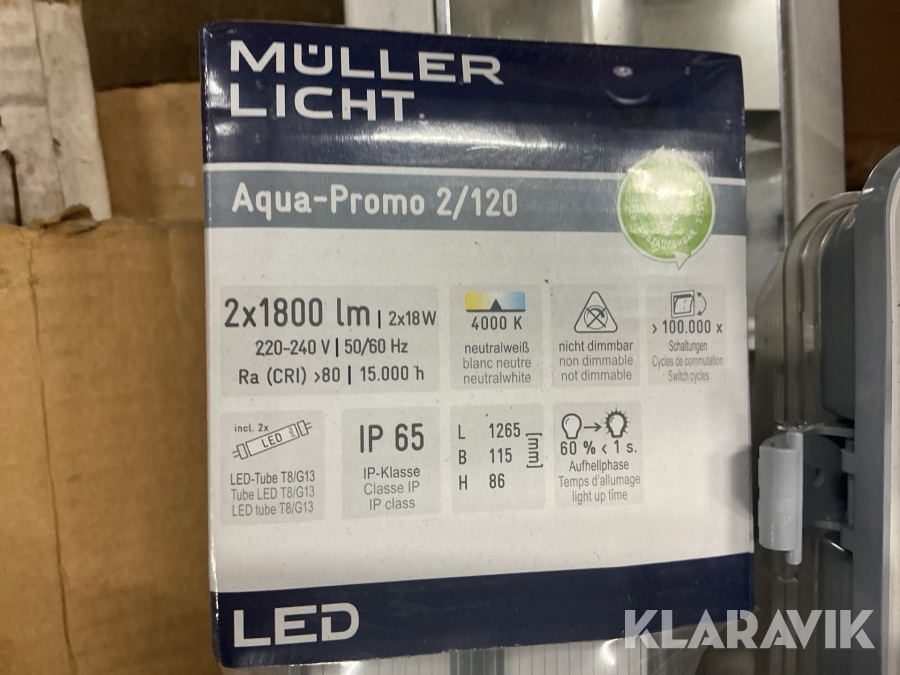 MÜLLER
LICHT
Aqua-Promo 2/120
2x1800 lm | 2x18W
220-240 V | 50/60 Hz
Ra (CRI) >80 | 15.000 h
4000 K
neutralweiß
blanc neutre
neutralwhite
nicht dimmbar
non dimmable
not dimmable
> 100.000 x
Schaltungen
Cycles de commutation
Switch cycles
incl. 2x
LED
LED-Tube T8/G13
Tube LED T8/G13
LED tube T8/G13
IP 65
IP-Klasse
Classe IP
IP class
L 1265
B 115
H 86
[mm]
60 % < 1 s.
Aufhellphase
Temps d'allumage
light up time
LED
KLARAVIK